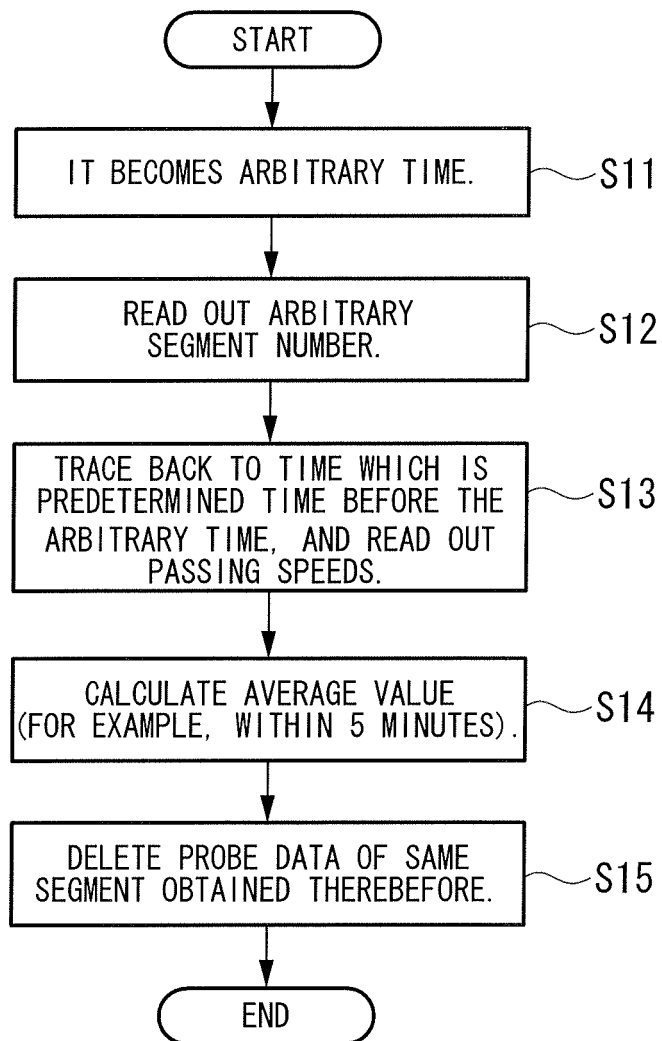 START
IT BECOMES ARBITRARY TIME.
S11
READ OUT ARBITRARY
SEGMENT NUMBER.
S12
TRACE BACK TO TIME WHICH IS
PREDETERMINED TIME BEFORE THE
ARBITRARY TIME, AND READ OUT
PASSING SPEEDS.
S13
CALCULATE AVERAGE VALUE
(FOR EXAMPLE, WITHIN 5 MINUTES).
S14
DELETE PROBE DATA OF SAME
SEGMENT OBTAINED THEREBEFORE.
S15
END